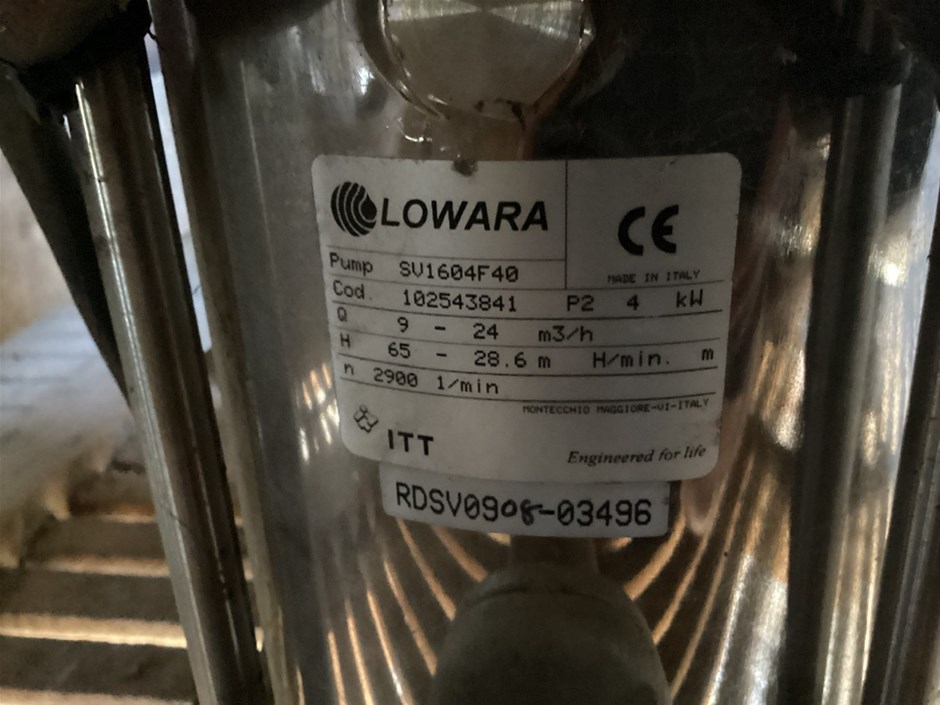 LOWARA
CE
MADE IN ITALY
Pump SV1604F40
Cod. 102543841 P2 4 kW
Q 9 - 24 m3/h
H 65 - 28.6 m H/min. m
n 2900 1/min
MONTECCHIO MAGGIORE-VI-ITALY
ITT
Engineered for life
RDSV0908-03496